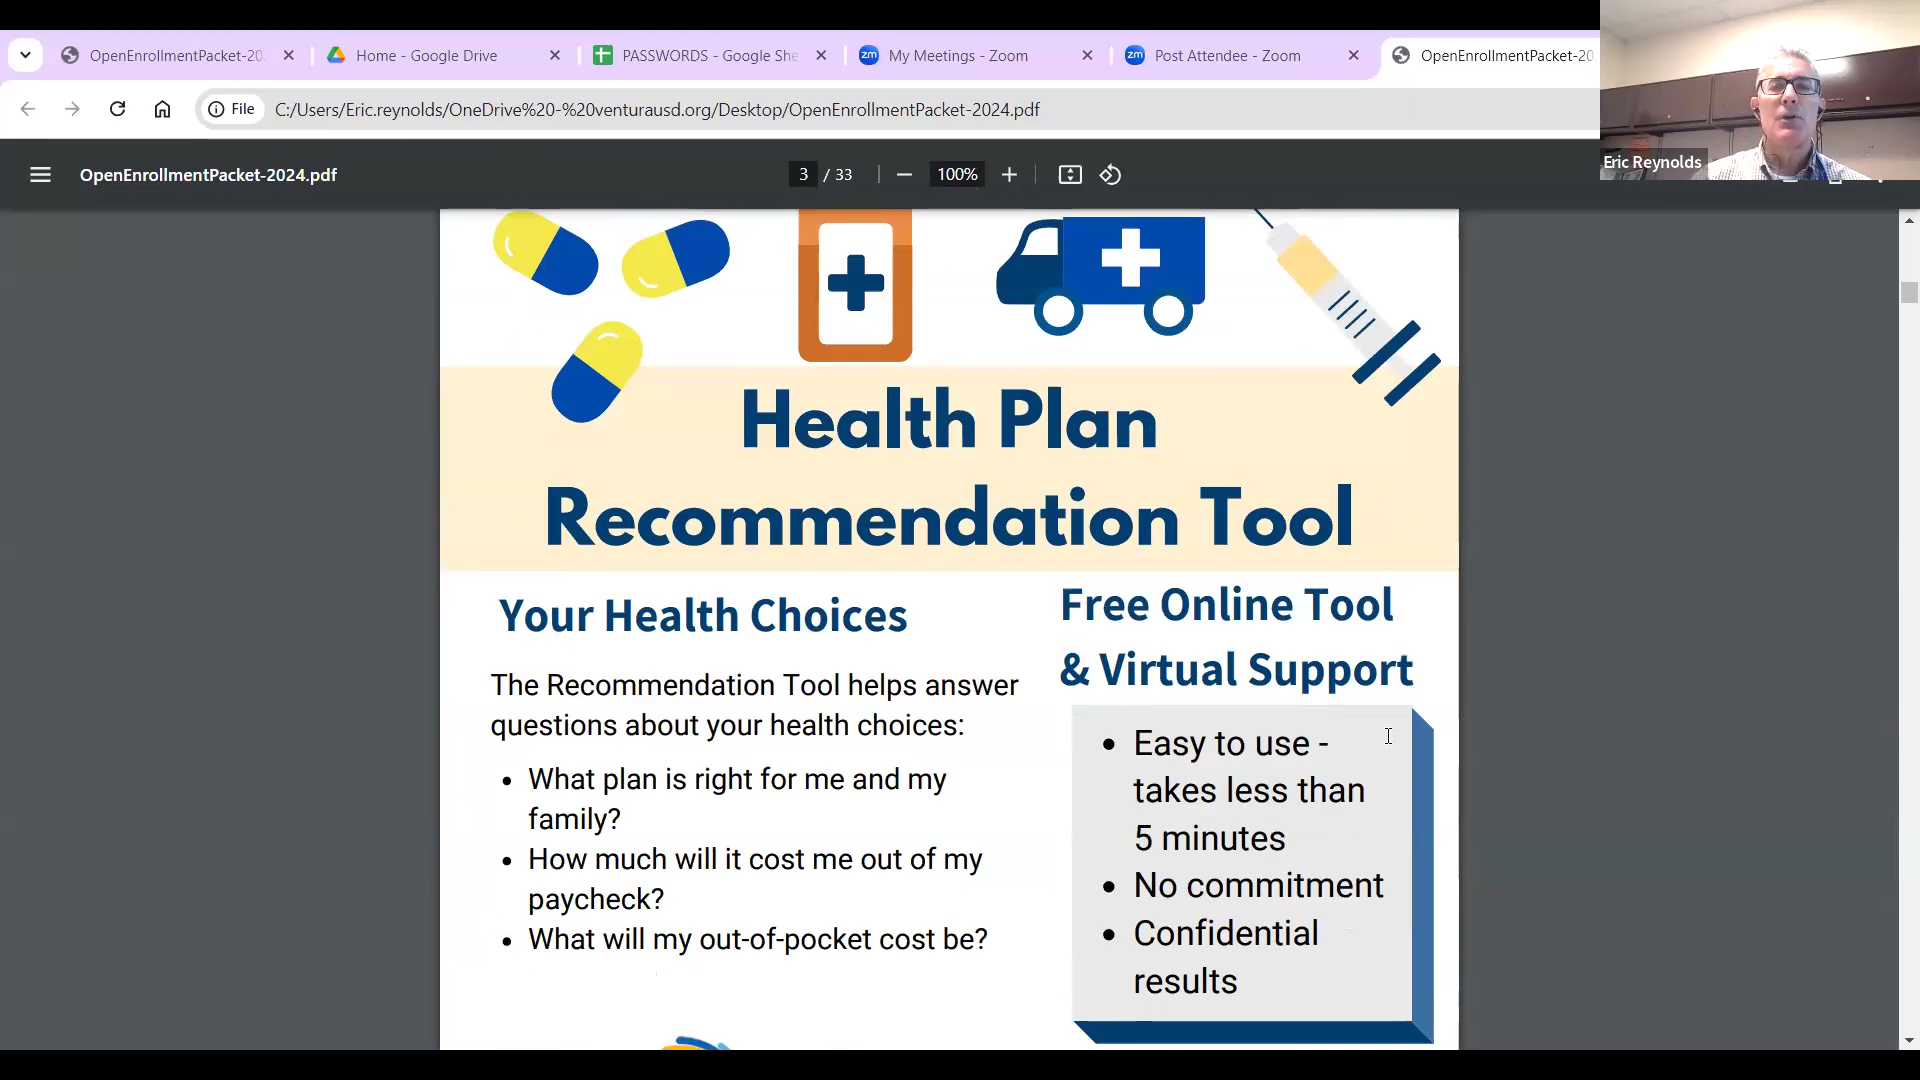 OpenEnrollmentPacket-20
Home - Google Drive
PASSWORDS - Google She
zm
My Meetings - Zoom
zm
Post Attendee - Zoom
OpenEnrollmentPacket-20
File
C:/Users/Eric.reynolds/OneDrive%20-%20venturausd.org/Desktop/OpenEnrollmentPacket-2024.pdf
Eric Reynolds
OpenEnrollmentPacket-2024.pdf
3 / 33
100%
Health Plan
Recommendation Tool
Your Health Choices
The Recommendation Tool helps answer
questions about your health choices:
• What plan is right for me and my
family?
• How much will it cost me out of my
paycheck?
• What will my out-of-pocket cost be?
Free Online Tool
& Virtual Support
• Easy to use -
takes less than
5 minutes
• No commitment
• Confidential
results